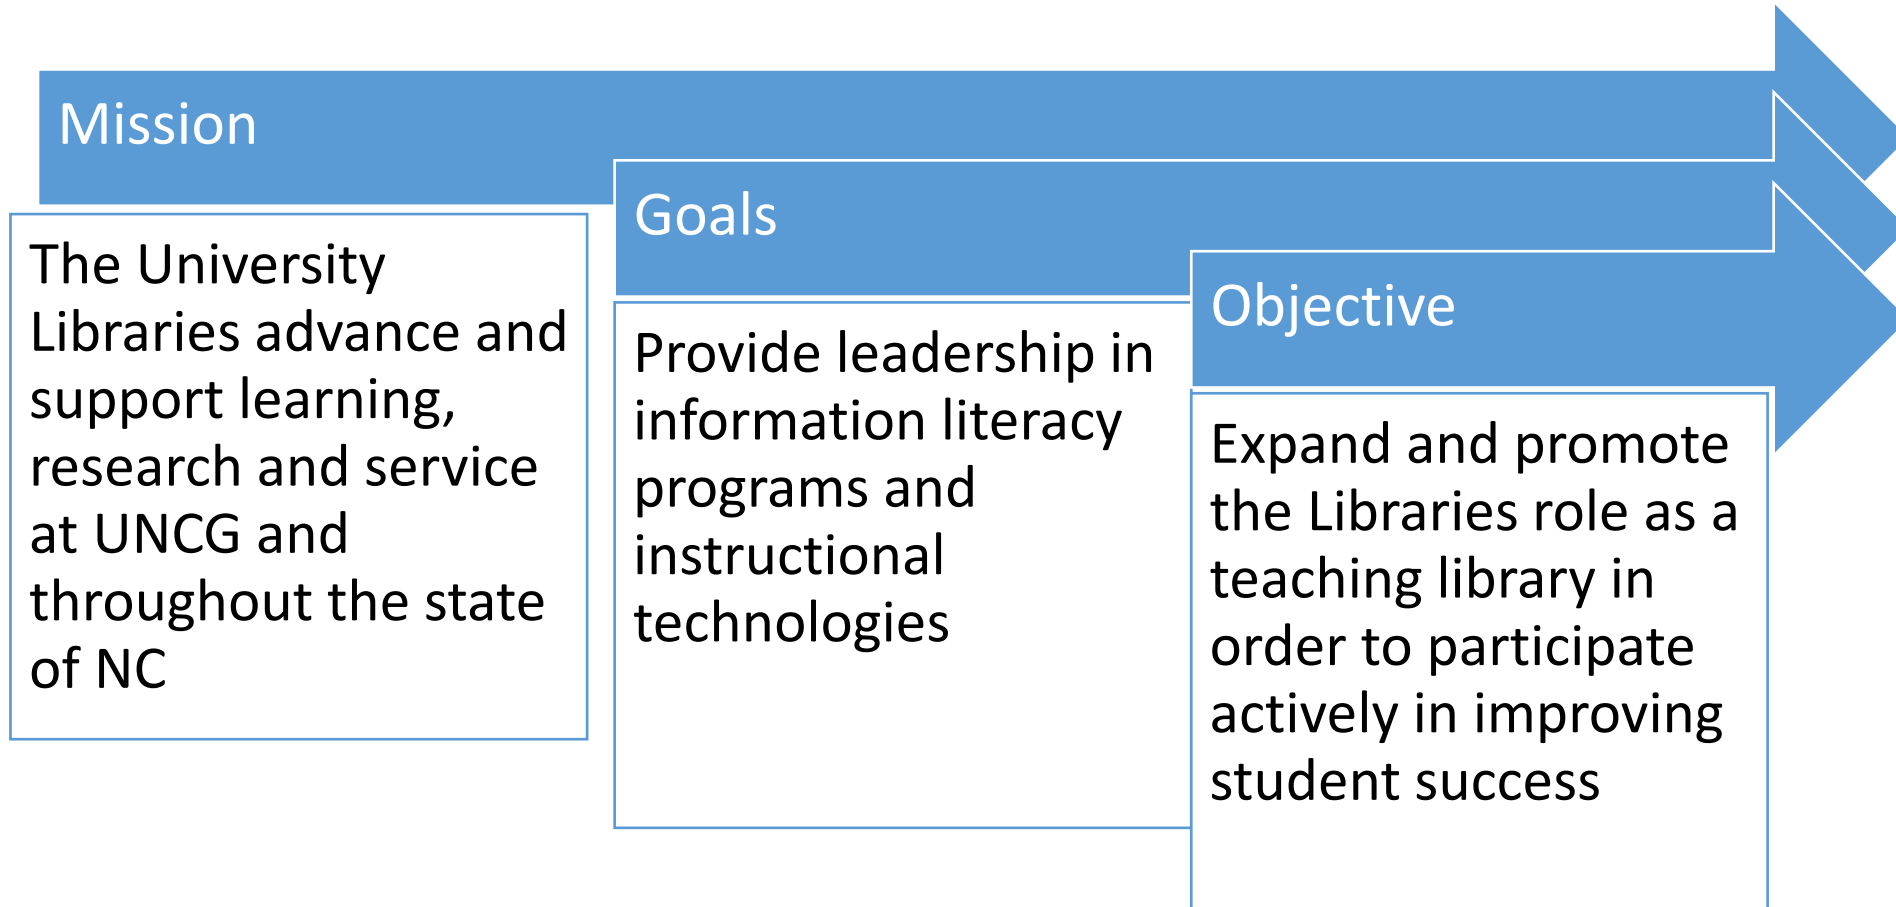 Mission
The University
Libraries advance and
support learning,
research and service
at UNCG and
throughout the state
of NC
Goals
Provide leadership in
information literacy
programs and
instructional
technologies
Objective
Expand and promote
the Libraries role as a
teaching library in
order to participate
actively in improving
student success